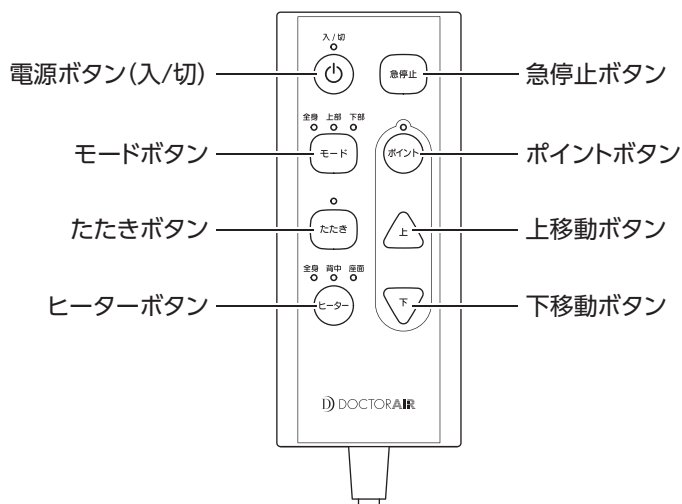 入/切
電源ボタン(入/切)
急停止
急停止ボタン
全身 上部 下部
モードボタン
モード
ポイント
ポイントボタン
たたきボタン
たたき
上
上移動ボタン
全身 背中 座面
ヒーターボタン
ヒーター
下
下移動ボタン
DOCTORAIR